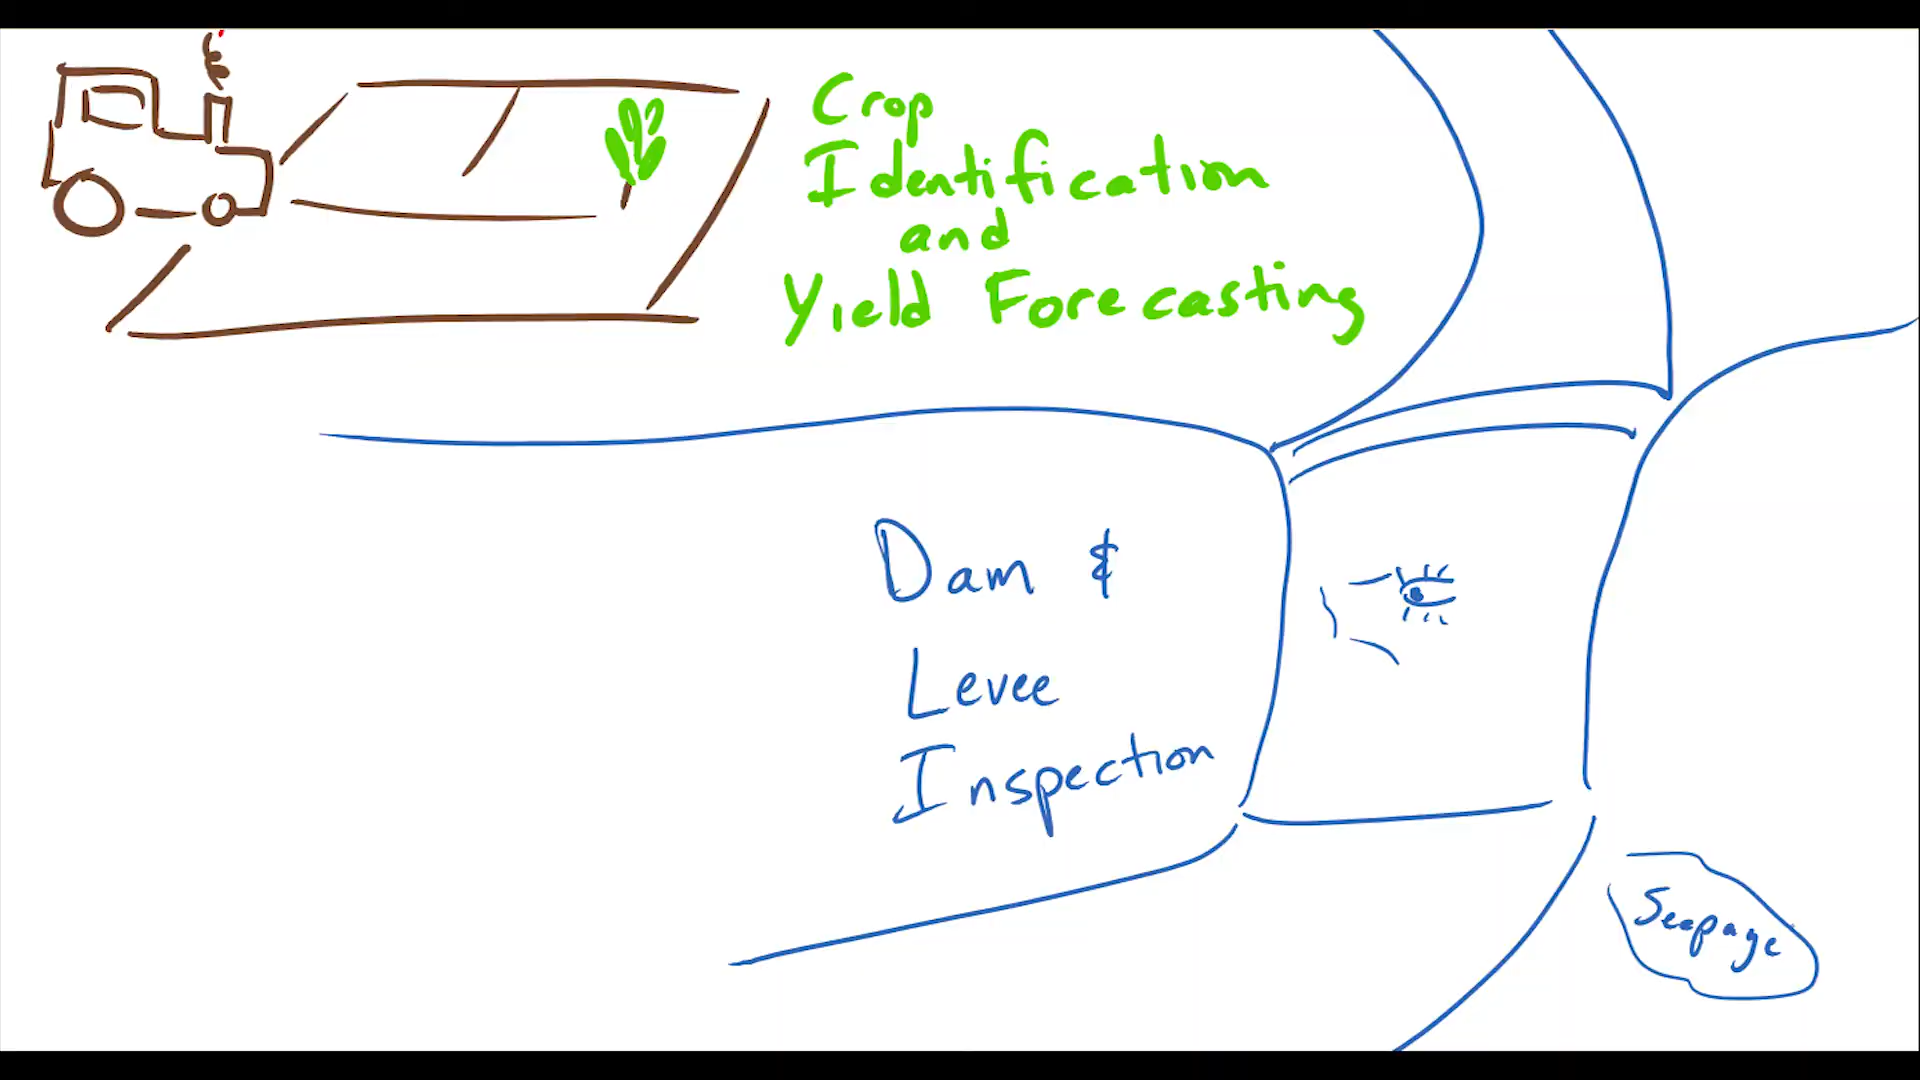 Crop
Identification
and
Yield Forecasting
Dam &
Levee
Inspection
Seepage